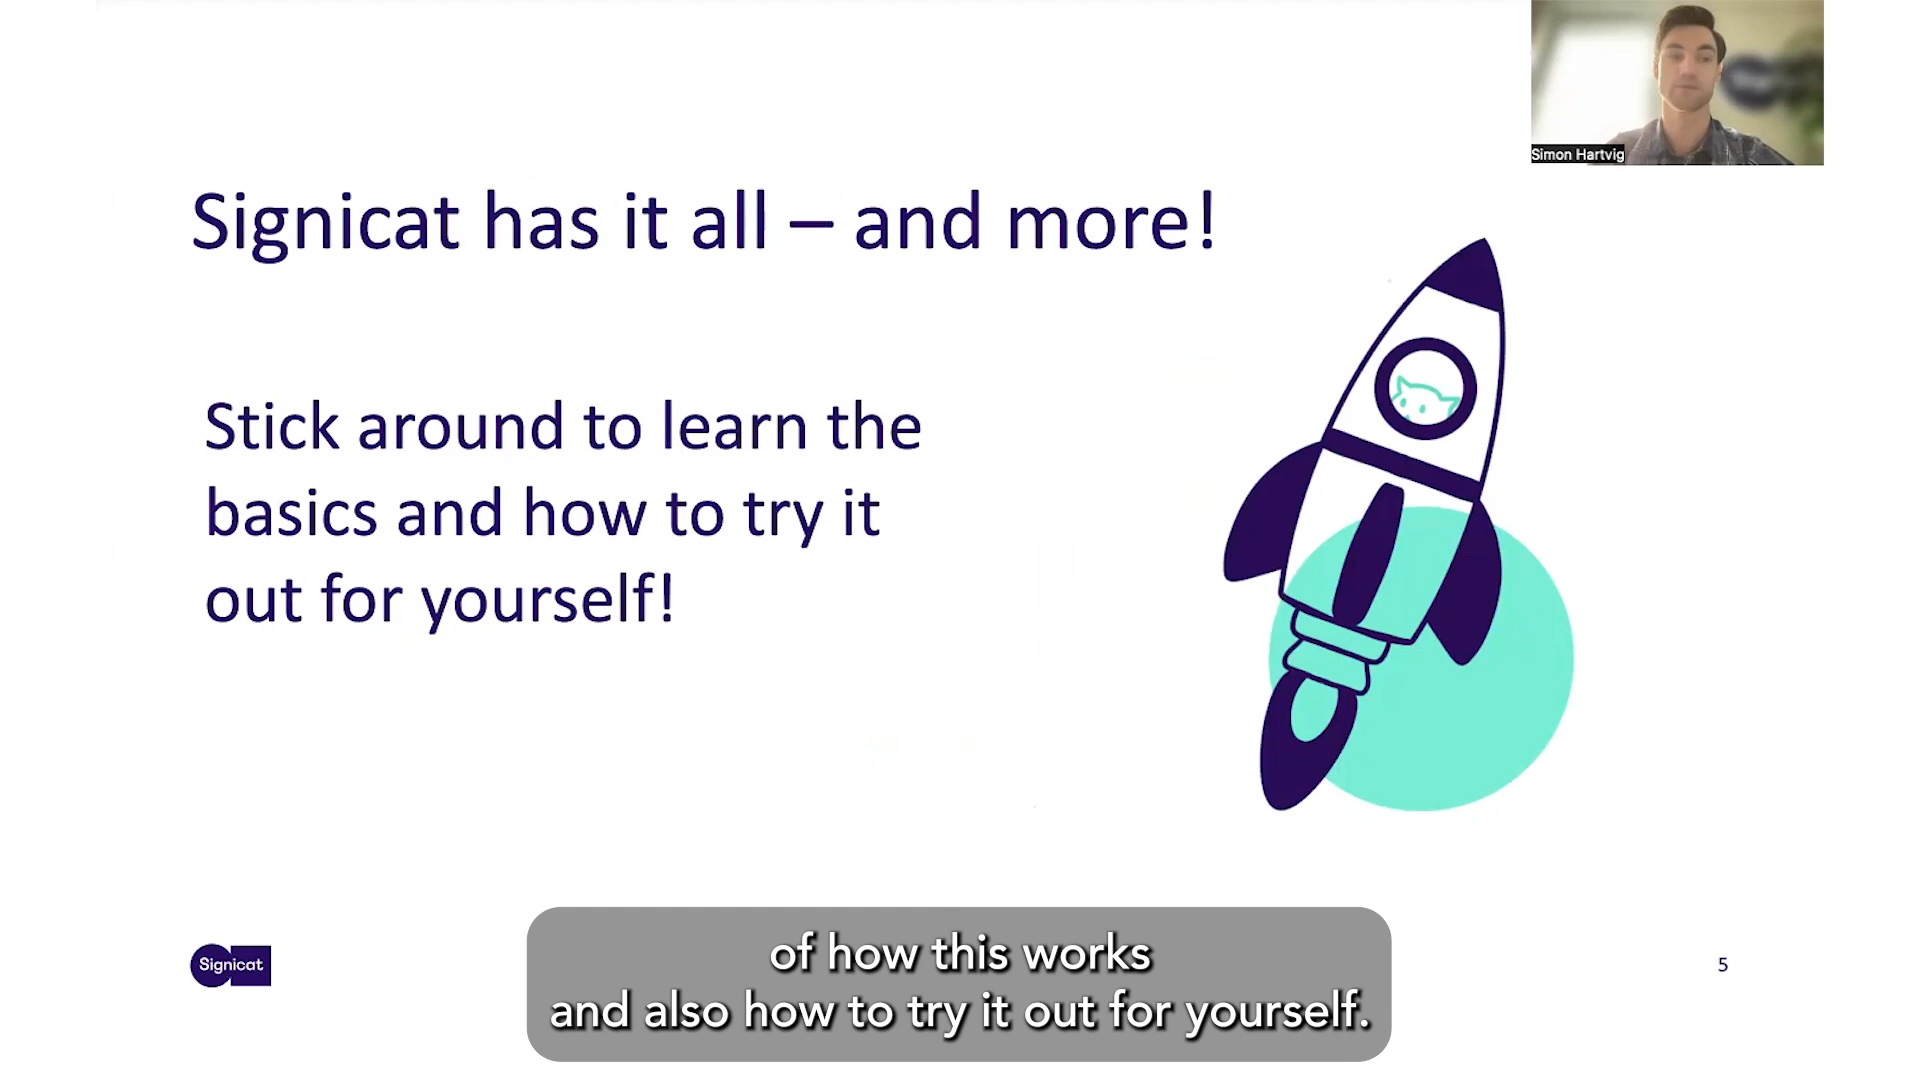 Simon Hartvig
Signicat has it all – and more!
Stick around to learn the
basics and how to try it
out for yourself!
Signicat
of how this works
and also how to try it out for yourself.
5